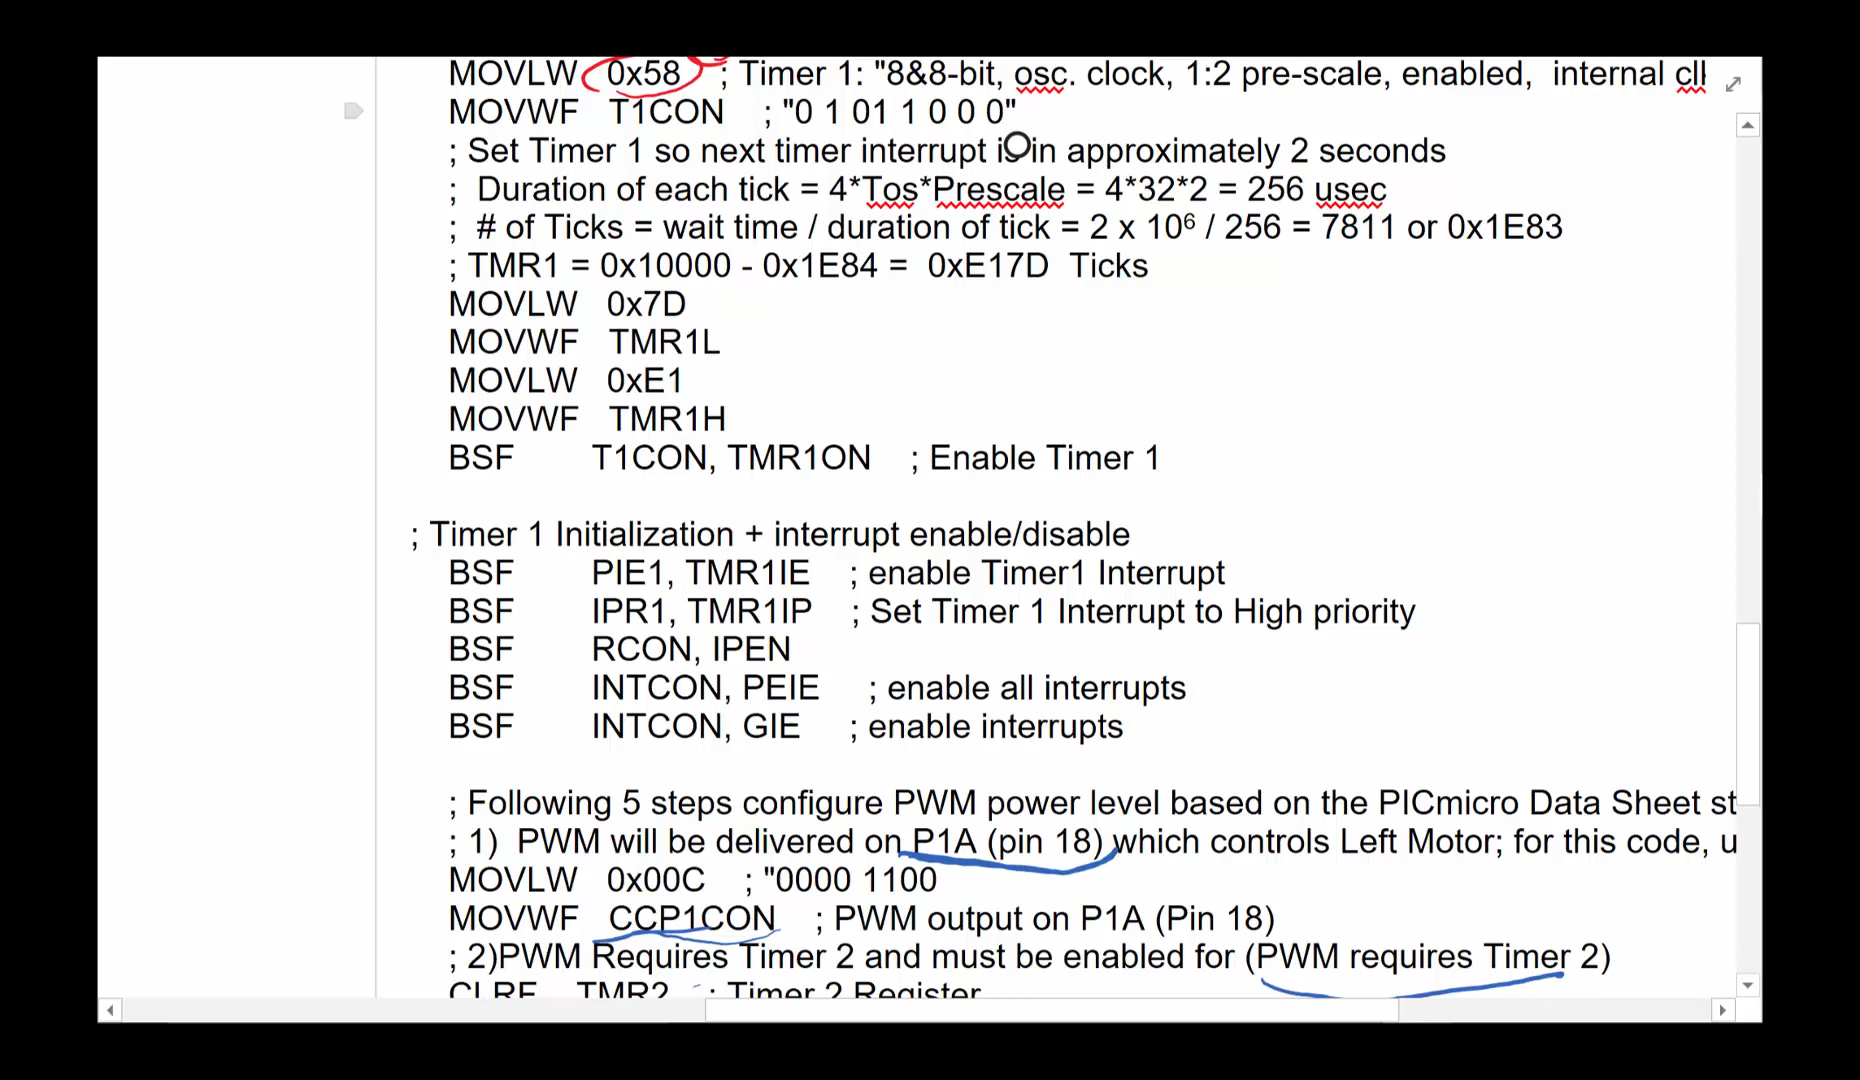 MOVLW 0x58 ; Timer 1: "8&8-bit, osc. clock, 1:2 pre-scale, enabled, internal cll
MOVWF T1CON ; "0 1 01 1 0 0 0"
; Set Timer 1 so next timer interrupt is in approximately 2 seconds
; Duration of each tick = 4*Tos*Prescale = 4*32*2 = 256 usec
; # of Ticks = wait time / duration of tick = 2 x 10⁶ / 256 = 7811 or 0x1E83
; TMR1 = 0x10000 - 0x1E84 = 0xE17D Ticks
MOVLW 0x7D
MOVWF TMR1L
MOVLW 0xE1
MOVWF TMR1H
BSF T1CON, TMR1ON ; Enable Timer 1
; Timer 1 Initialization + interrupt enable/disable
BSF PIE1, TMR1IE ; enable Timer1 Interrupt
BSF IPR1, TMR1IP ; Set Timer 1 Interrupt to High priority
BSF RCON, IPEN
BSF INTCON, PEIE ; enable all interrupts
BSF INTCON, GIE ; enable interrupts
; Following 5 steps configure PWM power level based on the PICmicro Data Sheet st
; 1) PWM will be delivered on P1A (pin 18) which controls Left Motor; for this code, u
MOVLW 0x00C ; "0000 1100
MOVWF CCP1CON ; PWM output on P1A (Pin 18)
; 2)PWM Requires Timer 2 and must be enabled for (PWM requires Timer 2)
CLRF TMR2 ; Timer 2 Register